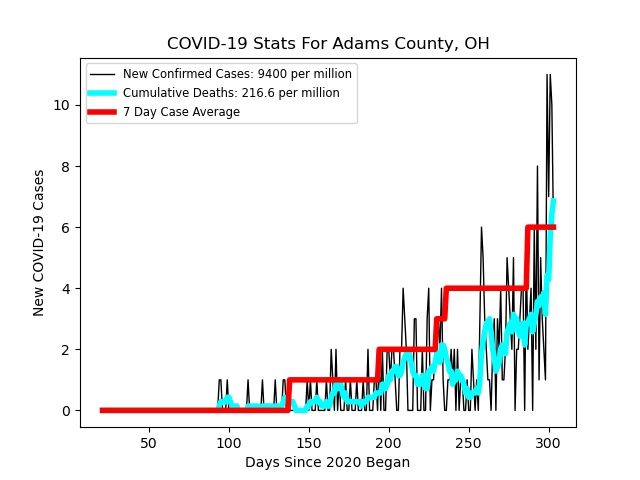 COVID-19 Stats For Adams County, OH
New Confirmed Cases: 9400 per million
Cumulative Deaths: 216.6 per million
7 Day Case Average
New COVID-19 Cases
10
8
6
4
2
0
50 100 150 200 250 300
Days Since 2020 Began